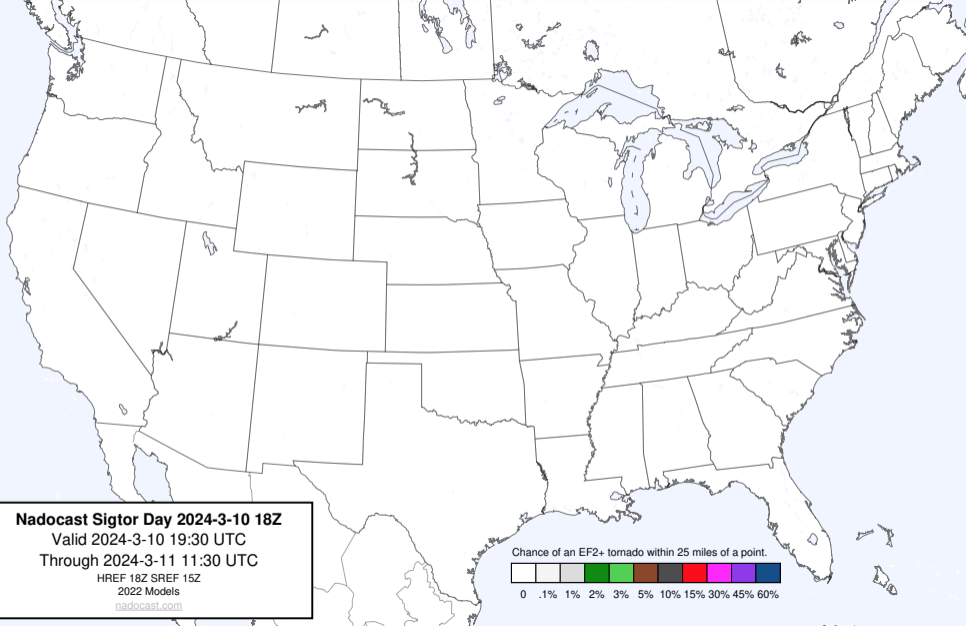 Nadocast Sigtor Day 2024-3-10 18Z
Valid 2024-3-10 19:30 UTC
Through 2024-3-11 11:30 UTC
HREF 18Z SREF 15Z
2022 Models
nadocast.com
Chance of an EF2+ tornado within 25 miles of a point.
0 .1% 1% 2% 3% 5% 10% 15% 30% 45% 60%